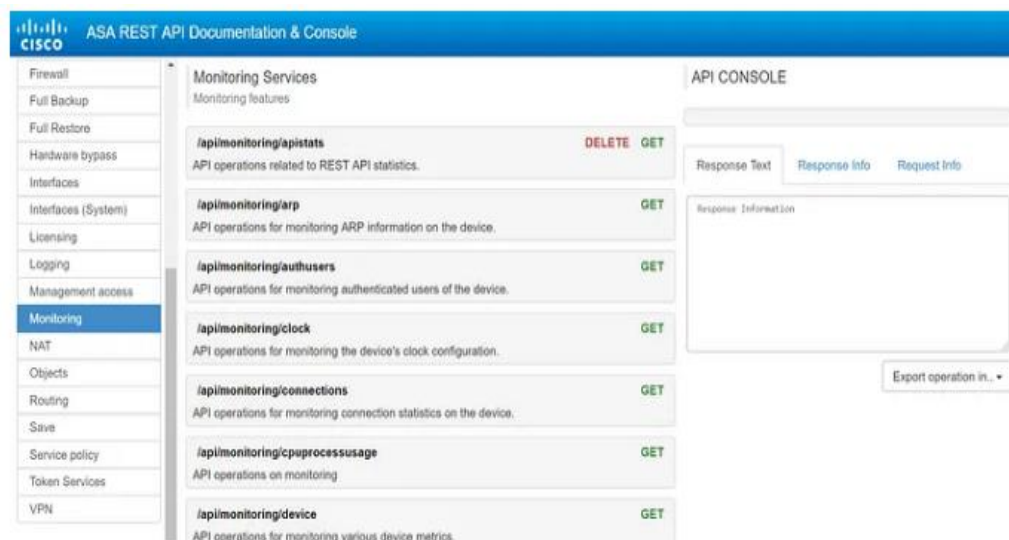 CISCO
ASA REST API Documentation & Console
Firewall
Full Backup
Full Restore
Hardware bypass
Interfaces
Interfaces (System)
Licensing
Logging
Management access
Monitoring
NAT
Objects
Routing
Save
Service policy
Token Services
VPN
Monitoring Services
Monitoring features
/api/monitoring/apistats DELETE GET
API operations related to REST API statistics.
/api/monitoring/arp GET
API operations for monitoring ARP information on the device.
/api/monitoring/authusers GET
API operations for monitoring authenticated users of the device.
/api/monitoring/clock GET
API operations for monitoring the device's clock configuration.
/api/monitoring/connections GET
API operations for monitoring connection statistics on the device.
/api/monitoring/cpuprocessusage GET
API operations on monitoring
/api/monitoring/device GET
API operations for monitoring various device metrics.
API CONSOLE
Response Text Response Info Request Info
Response Information
Export operation in..